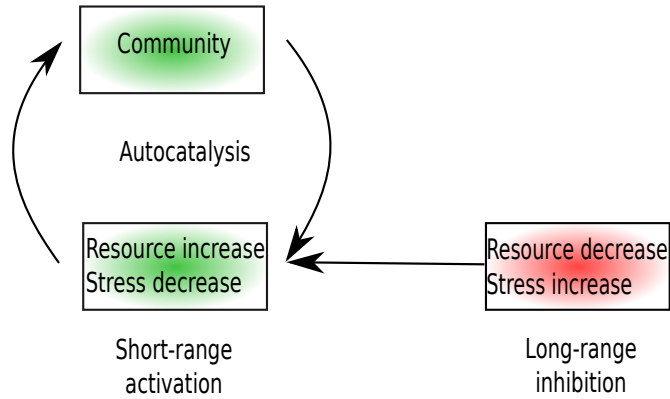 Community
Autocatalysis
Resource increase
Stress decrease
Resource decrease
Stress increase
Short-range
activation
Long-range
inhibition